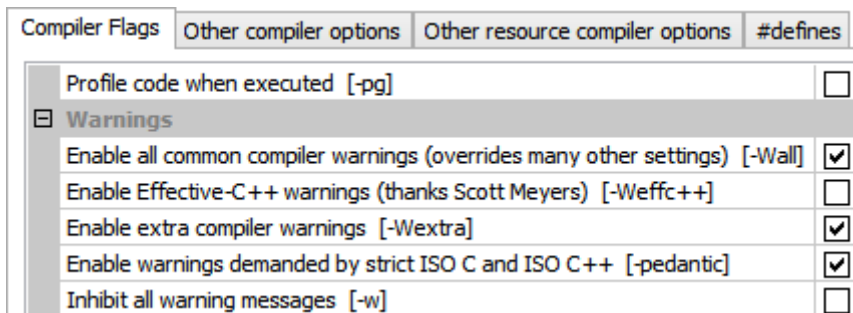 Compiler Flags Other compiler options Other resource compiler options #defines
Profile code when executed [-pg]
Warnings
Enable all common compiler warnings (overrides many other settings) [-Wall]
Enable Effective-C++ warnings (thanks Scott Meyers) [-Weffc++]
Enable extra compiler warnings [-Wextra]
Enable warnings demanded by strict ISO C and ISO C++ [-pedantic]
Inhibit all warning messages [-w]